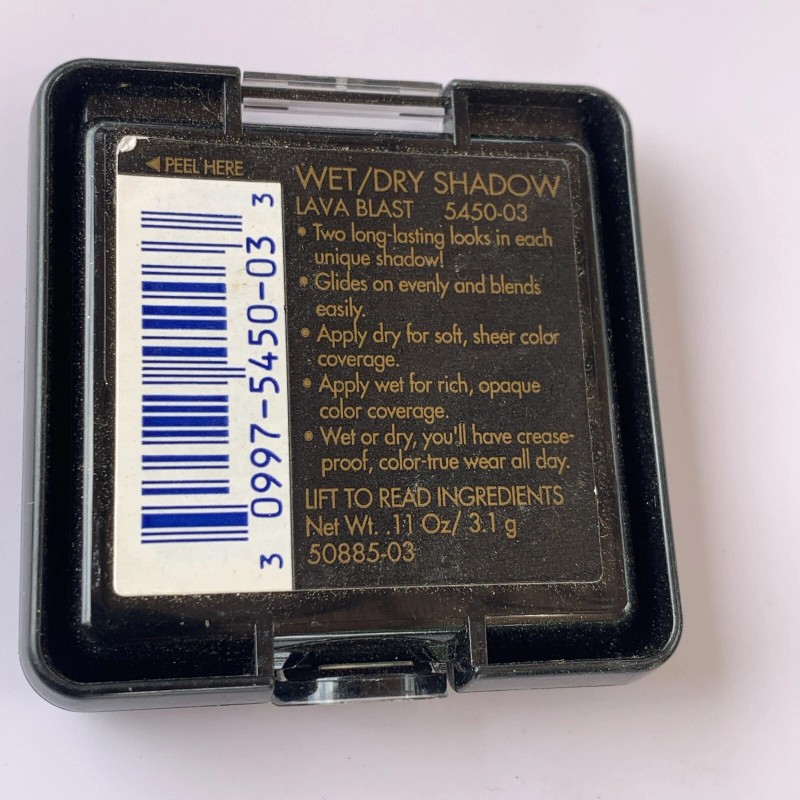 ◄ PEEL HERE
3 0997-5450-03 3
WET/DRY SHADOW
LAVA BLAST 5450-03
• Two long-lasting looks in each
unique shadow!
• Glides on evenly and blends
easily.
• Apply dry for soft, sheer color
coverage.
• Apply wet for rich, opaque
color coverage.
• Wet or dry, you'll have crease-
proof, color-true wear all day.
LIFT TO READ INGREDIENTS
Net Wt. .11 Oz/ 3.1 g
50885-03